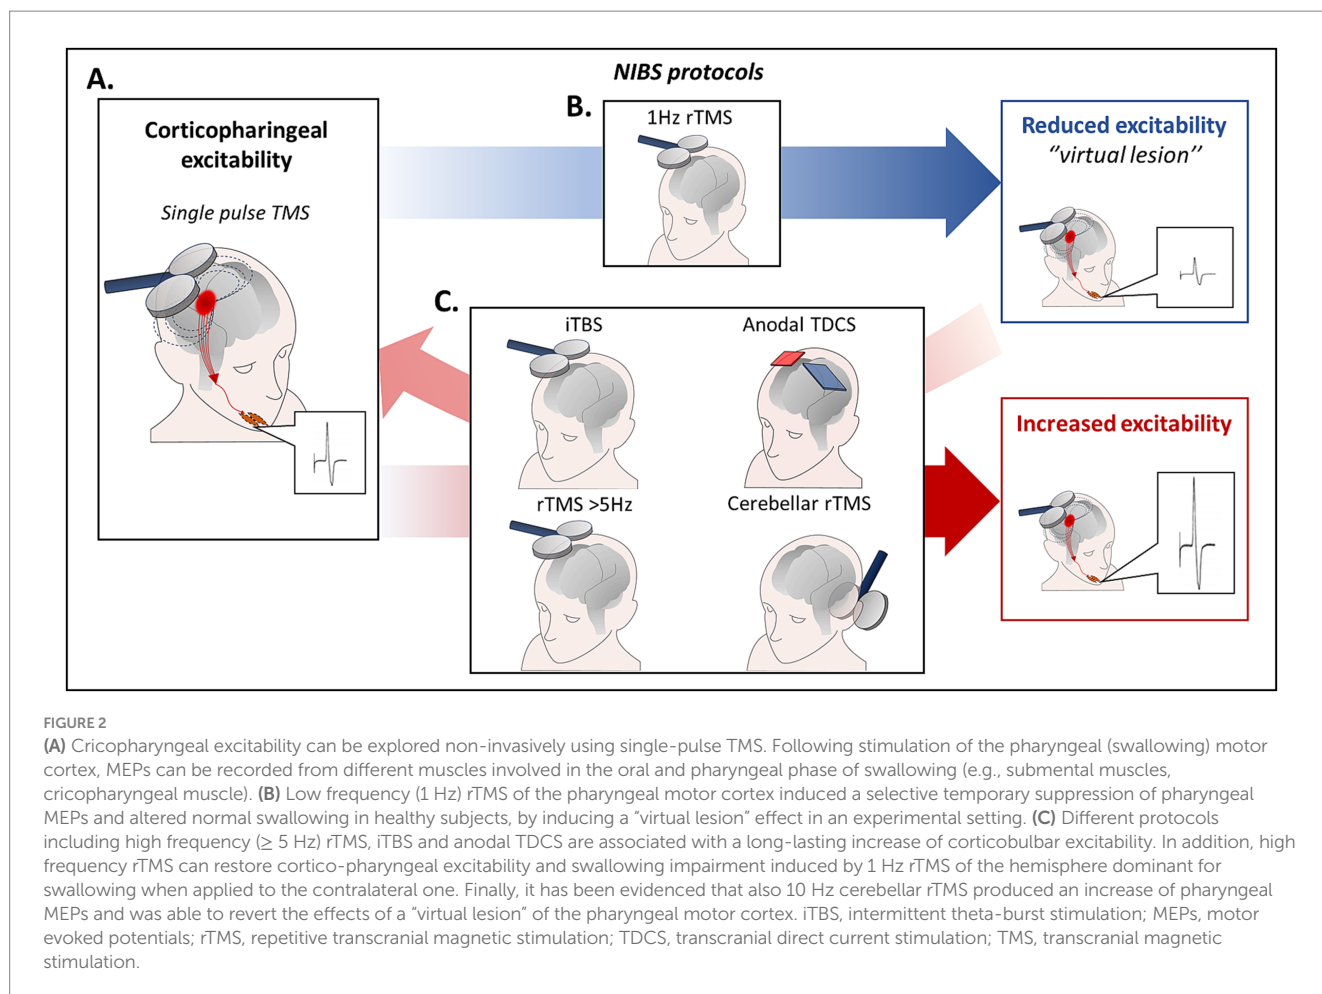 NIBS protocols
A.
Corticopharingeal
excitability
Single pulse TMS
B.
1Hz rTMS
Reduced excitability
“virtual lesion”
C.
iTBS
Anodal TDCS
rTMS >5Hz
Cerebellar rTMS
Increased excitability
FIGURE 2
(A) Cricopharyngeal excitability can be explored non-invasively using single-pulse TMS. Following stimulation of the pharyngeal (swallowing) motor
cortex, MEPs can be recorded from different muscles involved in the oral and pharyngeal phase of swallowing (e.g., submental muscles,
cricopharyngeal muscle). (B) Low frequency (1 Hz) rTMS of the pharyngeal motor cortex induced a selective temporary suppression of pharyngeal
MEPs and altered normal swallowing in healthy subjects, by inducing a “virtual lesion” effect in an experimental setting. (C) Different protocols
including high frequency (≥ 5 Hz) rTMS, iTBS and anodal TDCS are associated with a long-lasting increase of corticobulbar excitability. In addition, high
frequency rTMS can restore cortico-pharyngeal excitability and swallowing impairment induced by 1 Hz rTMS of the hemisphere dominant for
swallowing when applied to the contralateral one. Finally, it has been evidenced that also 10 Hz cerebellar rTMS produced an increase of pharyngeal
MEPs and was able to revert the effects of a “virtual lesion” of the pharyngeal motor cortex. iTBS, intermittent theta-burst stimulation; MEPs, motor
evoked potentials; rTMS, repetitive transcranial magnetic stimulation; TDCS, transcranial direct current stimulation; TMS, transcranial magnetic
stimulation.